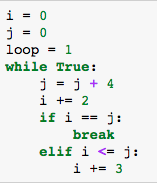 i = 0
j = 0
loop = 1
while True:
    j = j + 4
    i += 2
    if i == j:
        break
    elif i <= j:
        i += 3